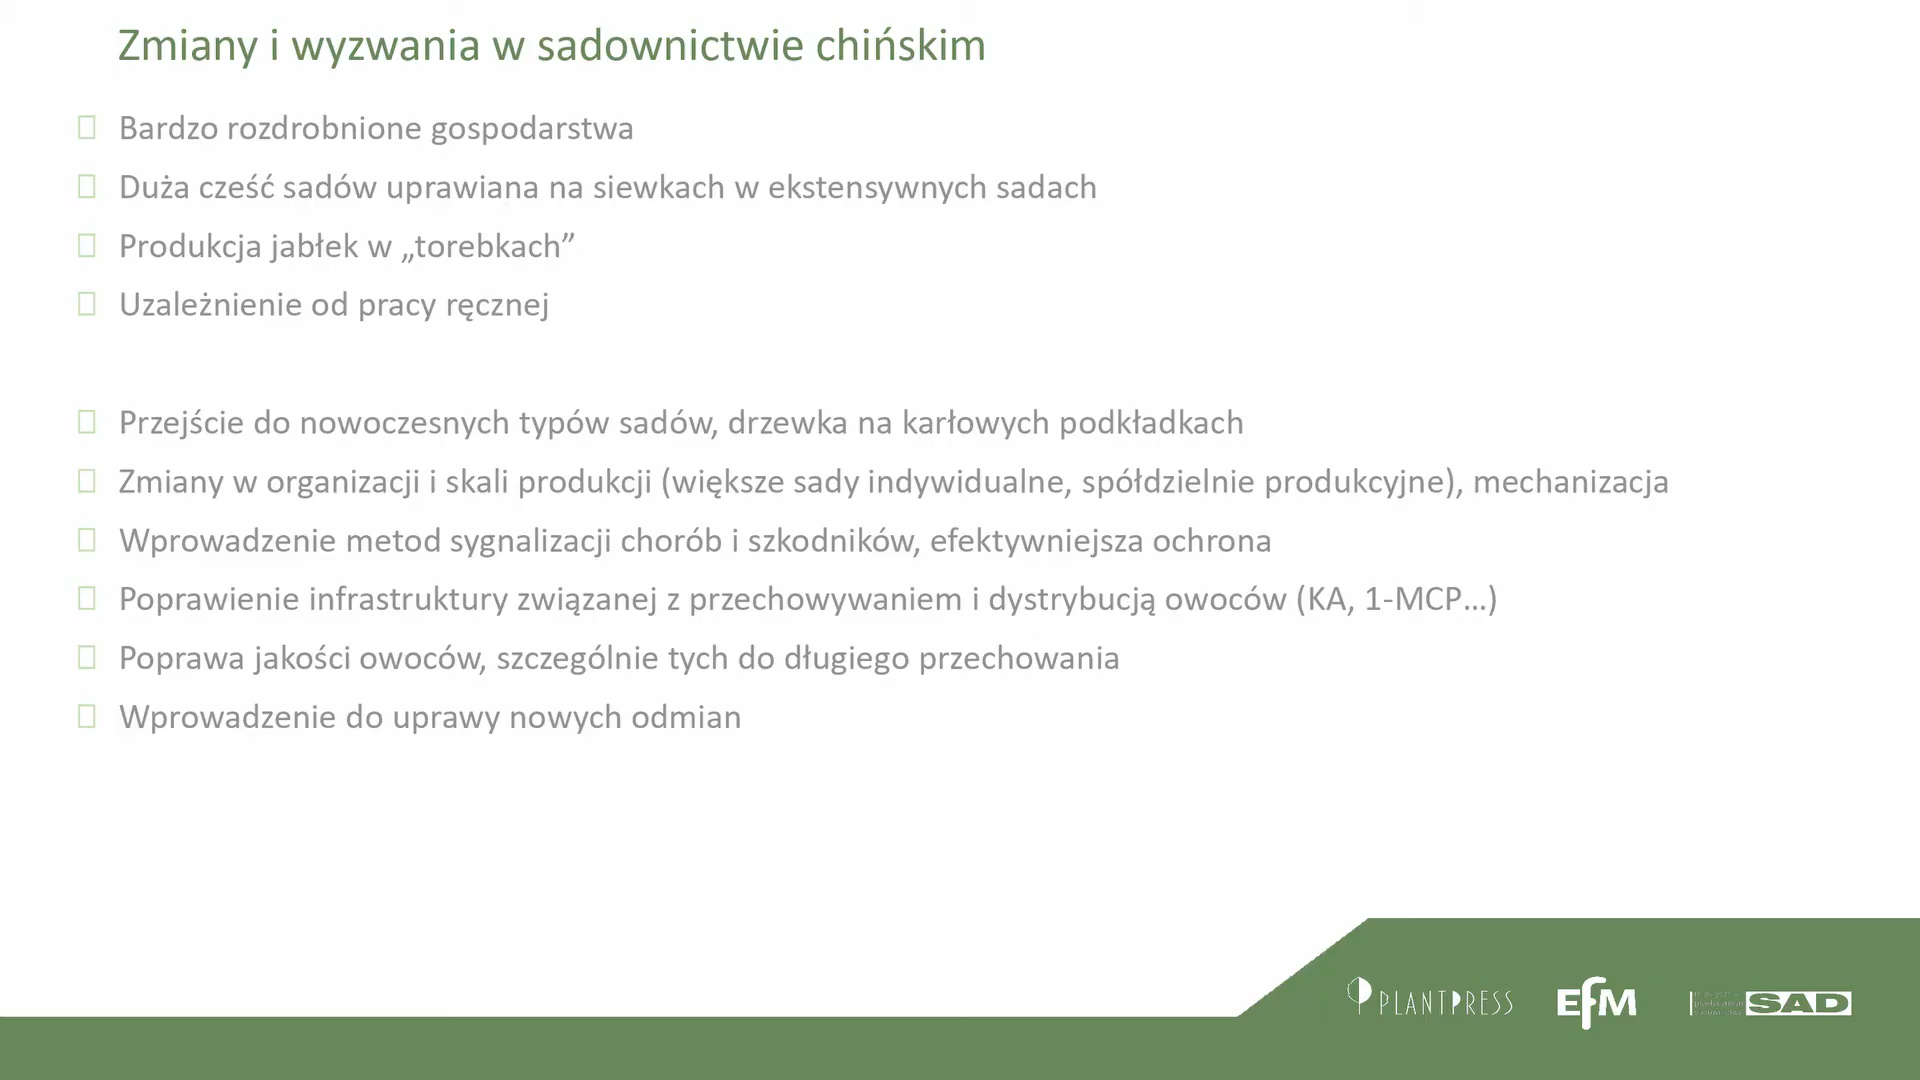 Zmiany i wyzwania w sadownictwie chińskim
Bardzo rozdrobnione gospodarstwa
Duża cześć sadów uprawiana na siewkach w ekstensywnych sadach
Produkcja jabłek w „torebkach”
Uzależnienie od pracy ręcznej
Przejście do nowoczesnych typów sadów, drzewka na karłowych podkładkach
Zmiany w organizacji i skali produkcji (większe sady indywidualne, spółdzielnie produkcyjne), mechanizacja
Wprowadzenie metod sygnalizacji chorób i szkodników, efektywniejsza ochrona
Poprawienie infrastruktury związanej z przechowywaniem i dystrybucją owoców (KA, 1-MCP…)
Poprawa jakości owoców, szczególnie tych do długiego przechowania
Wprowadzenie do uprawy nowych odmian
PLANTPRESS EFM SAD